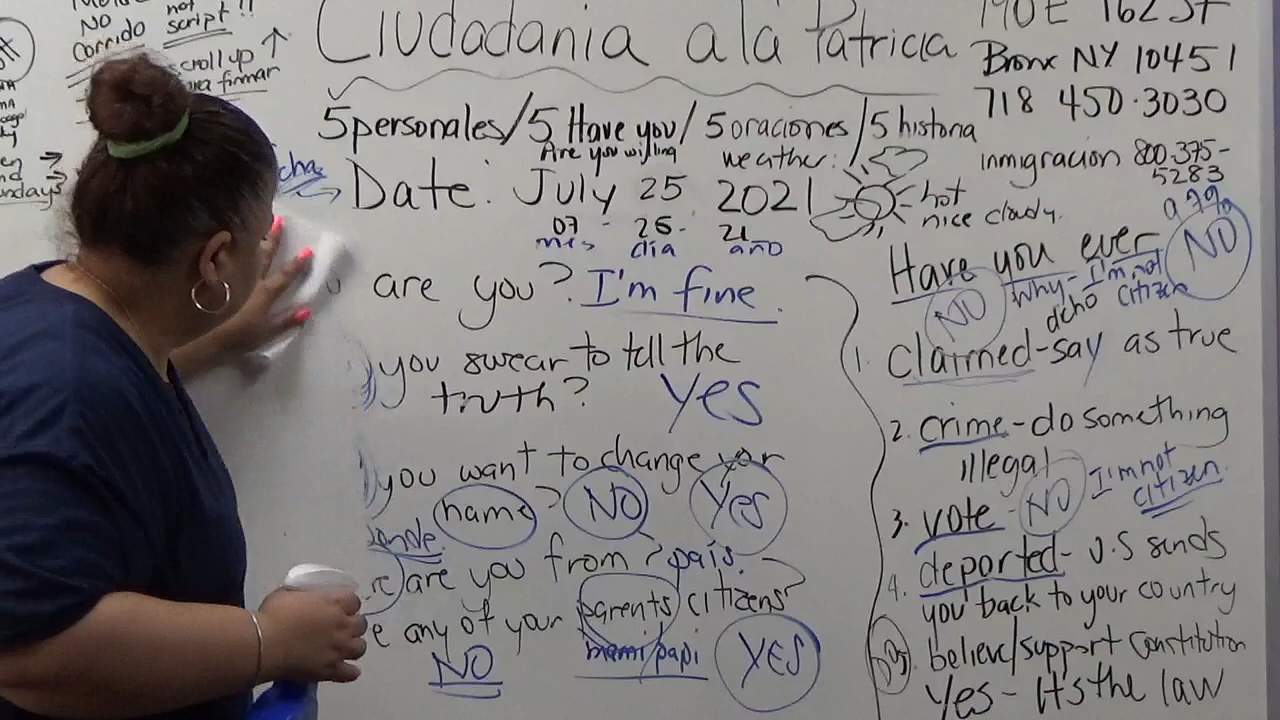 NO
Corrido
not
script!!
scroll up ↑
firmar
Ciudadania a la Patricia
190 E 162 St
Bronx NY 10451
718 450·3030
inmigracion 800.375-
5283
5 personales/5 Have you/5 oraciones/5 historia
Are you willing
weather:
Date: July 25 2021
07 - 25 - 21
mes dia año
hot
nice cloudy.
are you? I'm fine.
you swear to tell the
truth? Yes
you want to change yor
name? NO Yes
are you from? pais.
any of your parents citizens?
NO mami/papi YES
Have you ever NO
NO Why- I'm not
citizen
1. Claimed-say as true
2. crime-do something
illegal
3. vote - NO I'm not
citizen.
4. deported- U.S sends
you back to your country
believe/support constitution
Yes - It's the law